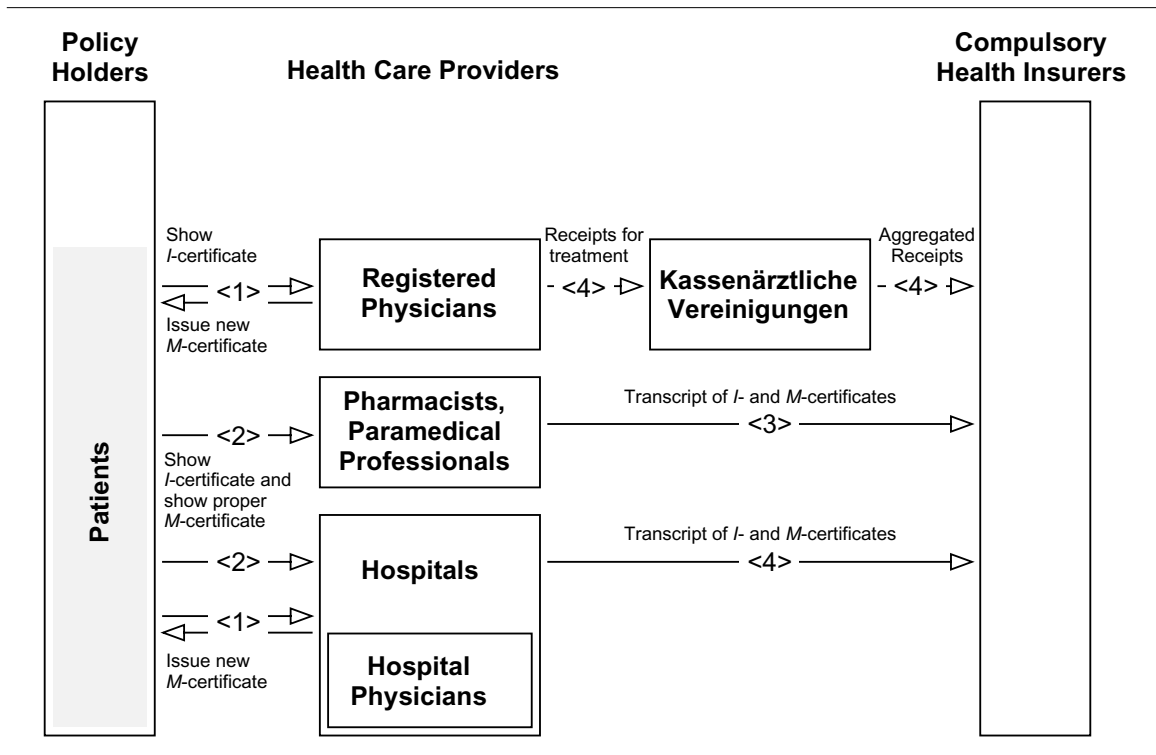 Policy
Holders
Health Care Providers
Compulsory
Health Insurers
Patients
Show
I-certificate
<1>
Issue new
M-certificate
Registered
Physicians
Receipts for
treatment
<4>
Kassenärztliche
Vereinigungen
Aggregated
Receipts
<4>
<2>
Show
I-certificate and
show proper
M-certificate
Pharmacists,
Paramedical
Professionals
Transcript of I- and M-certificates
<3>
<2>
Hospitals
Transcript of I- and M-certificates
<4>
<1>
Issue new
M-certificate
Hospital
Physicians